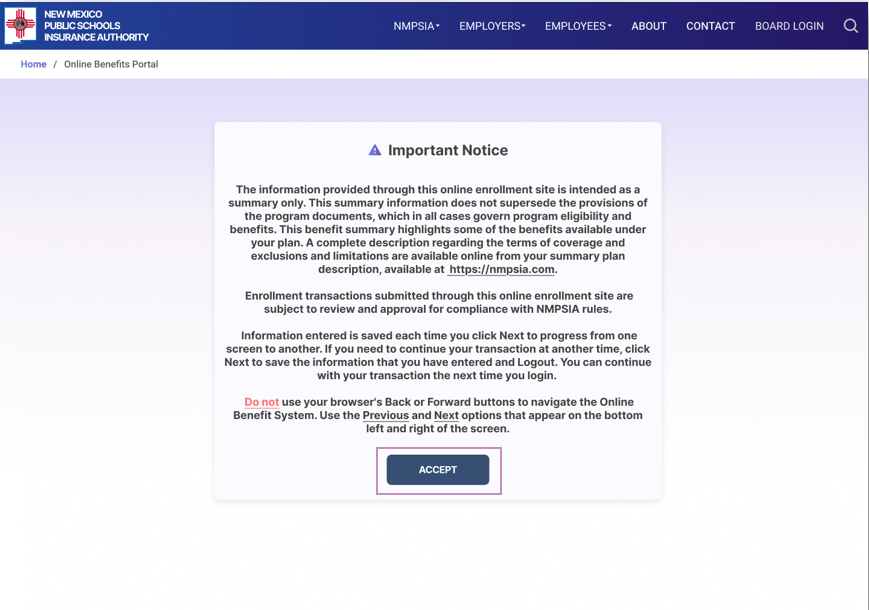 NEW MEXICO
PUBLIC SCHOOLS
INSURANCE AUTHORITY
NMPSIA EMPLOYERS EMPLOYEES ABOUT CONTACT BOARD LOGIN
Home / Online Benefits Portal
Important Notice
The information provided through this online enrollment site is intended as a
summary only. This summary information does not supersede the provisions of
the program documents, which in all cases govern program eligibility and
benefits. This benefit summary highlights some of the benefits available under
your plan. A complete description regarding the terms of coverage and
exclusions and limitations are available online from your summary plan
description, available at https://nmpsia.com.
Enrollment transactions submitted through this online enrollment site are
subject to review and approval for compliance with NMPSIA rules.
Information entered is saved each time you click Next to progress from one
screen to another. If you need to continue your transaction at another time, click
Next to save the information that you have entered and Logout. You can continue
with your transaction the next time you login.
Do not use your browser's Back or Forward buttons to navigate the Online
Benefit System. Use the Previous and Next options that appear on the bottom
left and right of the screen.
ACCEPT